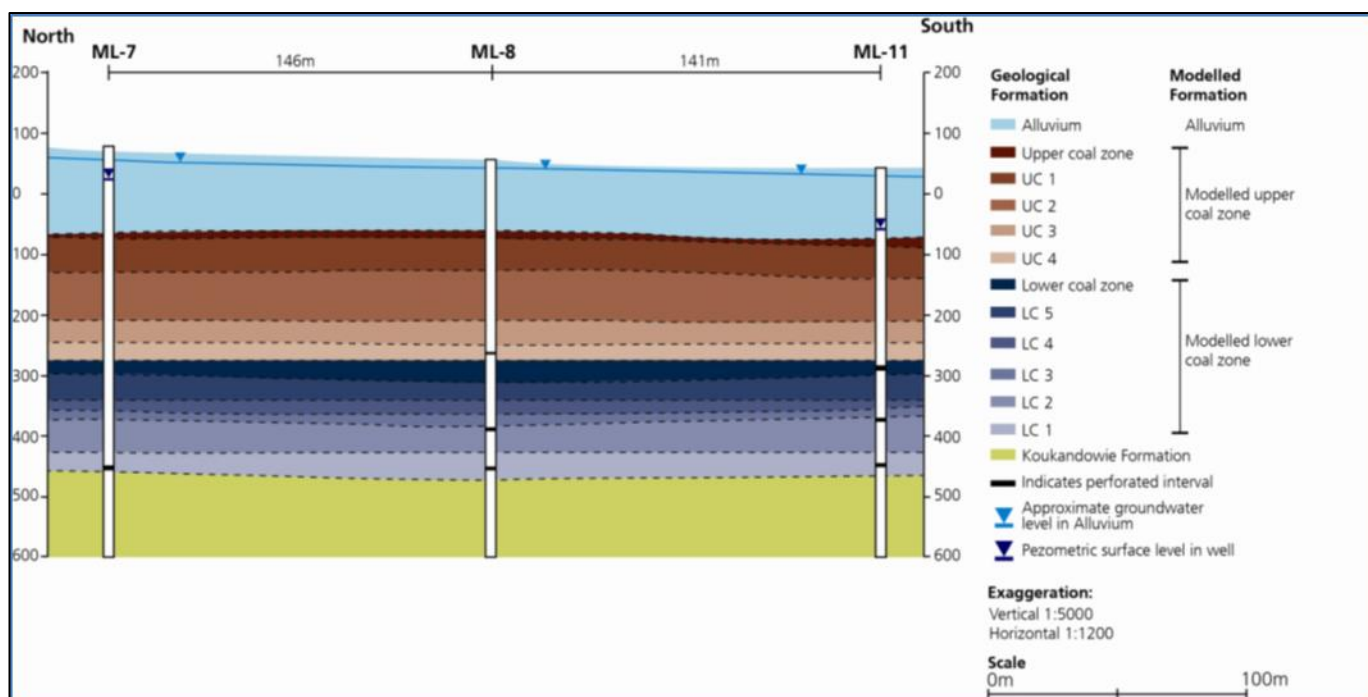 North
South
ML-7
ML-8
ML-11
146m
141m
200
100
0
100
200
300
400
500
600
200
100
0
100
200
300
400
500
600
Geological
Formation
Modelled
Formation
Alluvium
Alluvium
Upper coal zone
UC 1
UC 2
UC 3
UC 4
Modelled upper
coal zone
Lower coal zone
LC 5
LC 4
LC 3
LC 2
LC 1
Modelled lower
coal zone
Koukandowie Formation
Indicates perforated interval
Approximate groundwater
level in Alluvium
Pezometric surface level in well
Exaggeration:
Vertical 1:5000
Horizontal 1:1200
Scale
0m
100m